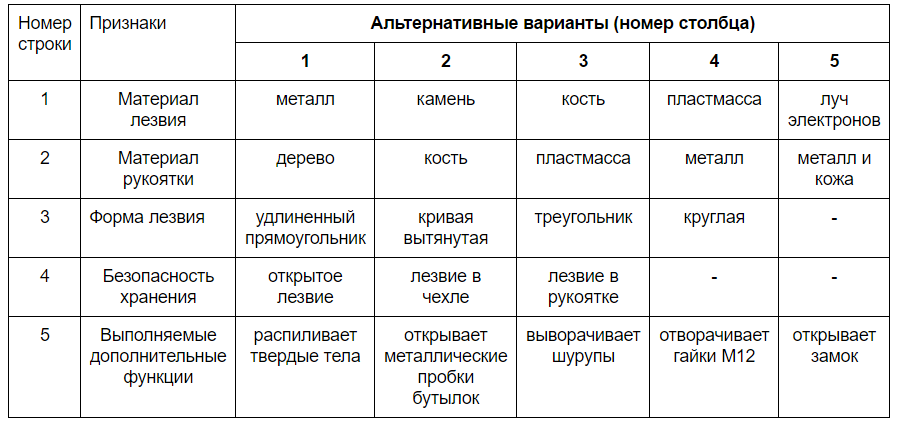 Номер строки Признаки Альтернативные варианты (номер столбца)
1 2 3 4 5
1 Материал лезвия металл камень кость пластмасса луч электронов
2 Материал рукоятки дерево кость пластмасса металл металл и кожа
3 Форма лезвия удлиненный прямоугольник кривая вытянутая треугольник круглая -
4 Безопасность хранения открытое лезвие лезвие в чехле лезвие в рукоятке - -
5 Выполняемые дополнительные функции распиливает твердые тела открывает металлические пробки бутылок выворачивает шурупы отворачивает гайки М12 открывает замок